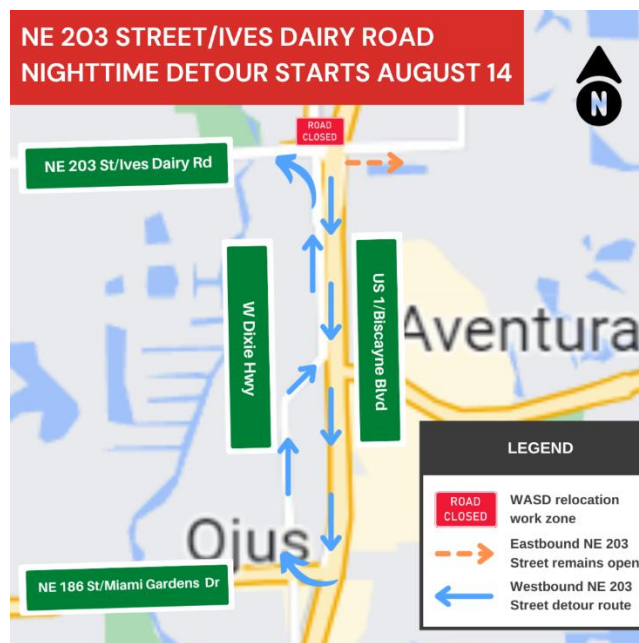 NE 203 STREET/IVES DAIRY ROAD
NIGHTTIME DETOUR STARTS AUGUST 14
N
ROAD
CLOSED
NE 203 St/Ives Dairy Rd
W Dixie Hwy
US 1/Biscayne Blvd
Aventura
Ojus
NE 186 St/Miami Gardens Dr
LEGEND
ROAD
CLOSED
WASD relocation
work zone
Eastbound NE 203
Street remains open
Westbound NE 203
Street detour route